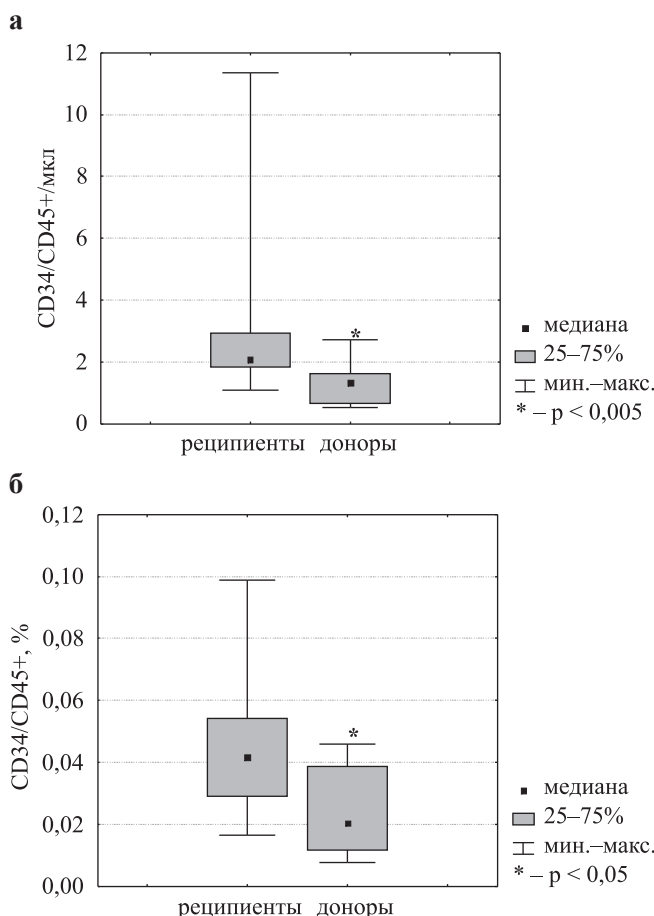 а
12
10
8
6
4
2
0
CD34/CD45+/мкл
*
реципиенты доноры
медиана
25–75%
мин.–макс.
* – p < 0,005
б
0,12
0,10
0,08
0,06
0,04
0,02
0,00
CD34/CD45+, %
*
реципиенты доноры
медиана
25–75%
мин.–макс.
* – p < 0,05